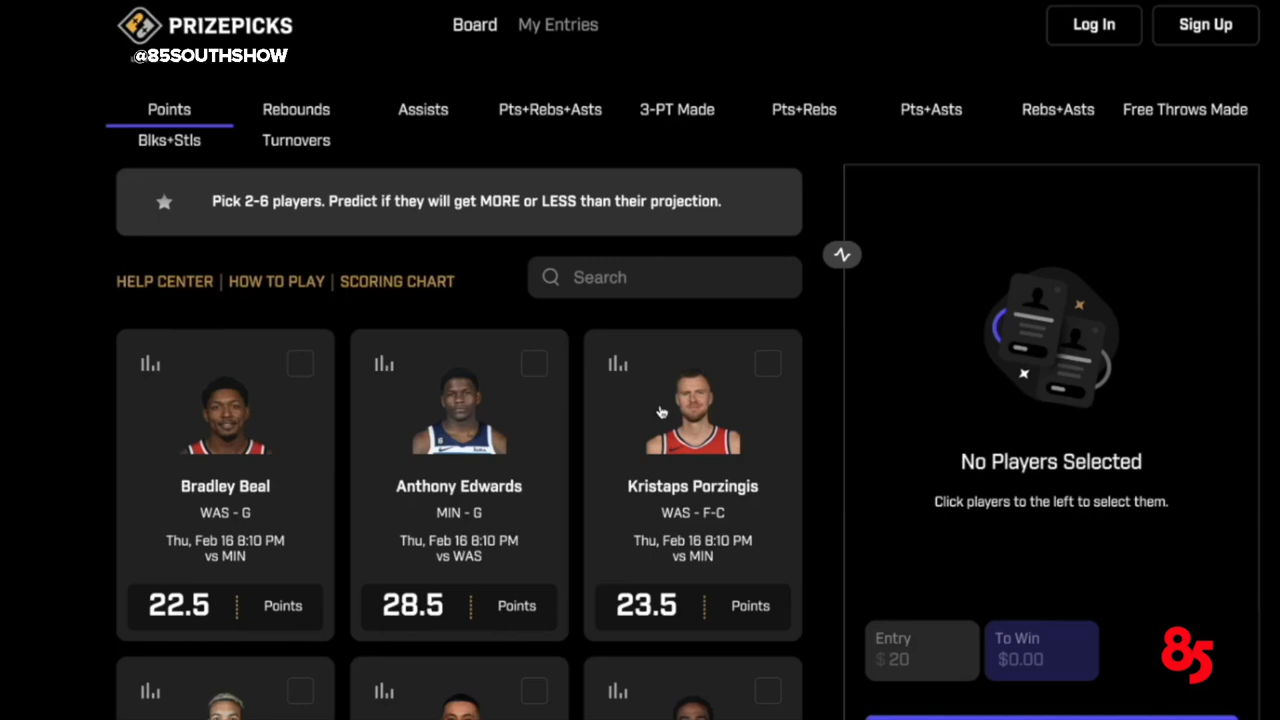 PRIZEPICKS
Board
My Entries
Log In
Sign Up
@85SOUTHSHOW
Points
Rebounds
Assists
Pts+Rebs+Asts
3-PT Made
Pts+Rebs
Pts+Asts
Rebs+Asts
Free Throws Made
Blks+Stls
Turnovers
Pick 2-6 players. Predict if they will get MORE or LESS than their projection.
HELP CENTER | HOW TO PLAY | SCORING CHART
Search
Bradley Beal
WAS - G
Thu, Feb 16 8:10 PM
vs MIN
22.5
Points
Anthony Edwards
MIN - G
Thu, Feb 16 8:10 PM
vs WAS
28.5
Points
Kristaps Porzingis
WAS - F-C
Thu, Feb 16 8:10 PM
vs MIN
23.5
Points
No Players Selected
Click players to the left to select them.
Entry
$ 20
To Win
$0.00
85